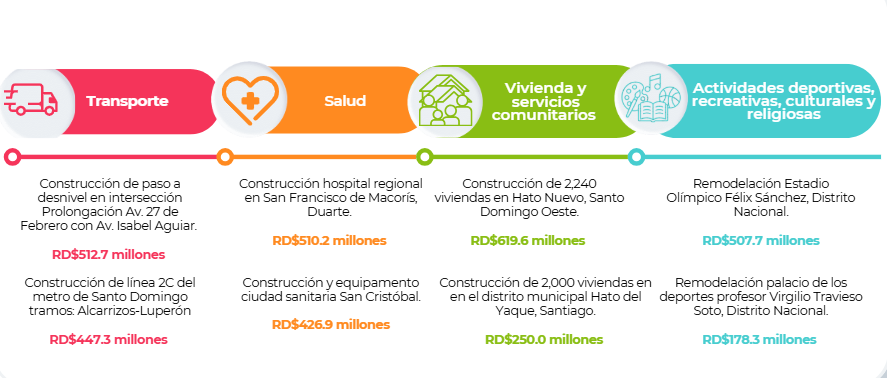 Transporte
Salud
Vivienda y
servicios
comunitarios
Actividades deportivas,
recreativas, culturales y
religiosas
Construcción de paso a
desnivel en intersección
Prolongación Av. 27 de
Febrero con Av. Isabel Aguiar.
RD$512.7 millones
Construcción de línea 2C del
metro de Santo Domingo
tramos: Alcarrizos-Luperón
RD$447.3 millones
Construcción hospital regional
en San Francisco de Macorís,
Duarte.
RD$510.2 millones
Construcción y equipamento
ciudad sanitaria San Cristóbal.
RD$426.9 millones
Construcción de 2,240
viviendas en Hato Nuevo, Santo
Domingo Oeste.
RD$619.6 millones
Construcción de 2,000 viviendas en
en el distrito municipal Hato del
Yaque, Santiago.
RD$250.0 millones
Remodelación Estadio
Olímpico Félix Sánchez, Distrito
Nacional.
RD$507.7 millones
Remodelación palacio de los
deportes profesor Virgilio Travieso
Soto, Distrito Nacional.
RD$178.3 millones